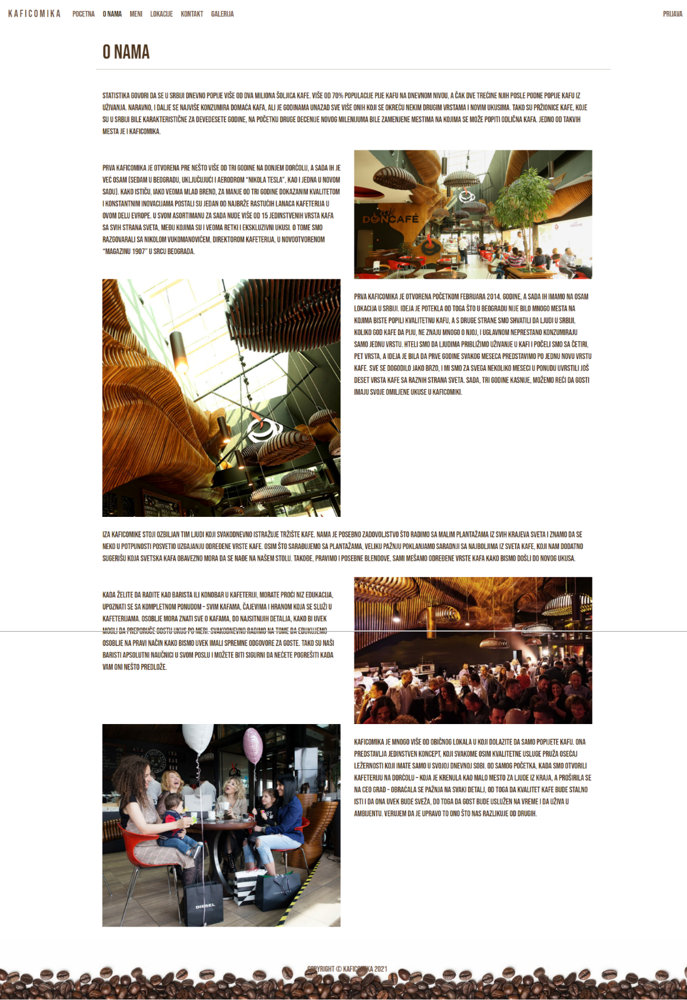 KAFICOMIKA POCETNA O NAMA MENI LOKACIJE KONTAKT GALERIJA PRIJAVA
O NAMA
STATISTIKA GOVORI DA SE U SRBIJI DNEVNO POPIJE VIŠE OD DVA MILIONA ŠOLJICA KAFE. VIŠE OD 70% POPULACIJE PIJE KAFU NA DNEVNOM NIVOU, A ČAK DVE TREĆINE NJIH POSLE PODNE POPIJE KAFU IZ
UŽIVANJA. NARAVNO, I DALJE SE NAJVIŠE KONZUMIRA DOMAĆA KAFA, ALI JE GODINAMA UNAZAD SVE VIŠE ONIH KOJI SE OKREĆU NEKIM DRUGIM VRSTAMA I NOVIM UKUSIMA. TAKO SU PRŽIONICE KAFE, KOJE
SU U SRBIJI BILE KARAKTERISTIČNE ZA DEVEDESETE GODINE, NA POČETKU DRUGE DECENIJE NOVOG MILENIJUMA BILE ZAMENJENE MESTIMA NA KOJIMA SE MOŽE POPITI ODLIČNA KAFA. JEDNO OD TAKVIH
MESTA JE I KAFICOMIKA.
PRVA KAFICOMIKA JE OTVORENA PRE NEŠTO VIŠE OD TRI GODINE NA DONJEM DORĆOLU, A SADA IH JE
VEĆ OSAM (SEDAM U BEOGRADU, UKLJUČUJUĆI I AERODROM “NIKOLA TESLA”, KAO I JEDNA U NOVOM
SADU). KAKO ISTIČU, IAKO VEOMA MLAD BREND, ZA MANJE OD TRI GODINE DOKAZANIM KVALITETOM
I KONSTANTNIM INOVACIJAMA POSTALI SU JEDAN OD NAJBRŽE RASTUĆIH LANACA KAFETERIJA U
OVOM DELU EVROPE. U SVOM ASORTIMANU ZA SADA NUDE VIŠE OD 15 JEDINSTVENIH VRSTA KAFA
SA SVIH STRANA SVETA, MEĐU KOJIMA SU I VEOMA RETKI I EKSKLUZIVNI UKUSI. O TOME SMO
RAZGOVARALI SA NIKOLOM VUKOMANOVIĆEM, DIREKTOROM KAFETERIJA, U NOVOOTVORENOM
“MAGAZINU 1907” U SRCU BEOGRADA.
café
DONCAFÉ
PRVA KAFICOMIKA JE OTVORENA POČETKOM FEBRUARA 2014. GODINE, A SADA IH IMAMO NA OSAM
LOKACIJA U SRBIJI. IDEJA JE POTEKLA OD TOGA ŠTO U BEOGRADU NIJE BILO MNOGO MESTA NA
KOJIMA BISTE POPILI KVALITETNU KAFU, A S DRUGE STRANE SMO SHVATILI DA LJUDI U SRBIJI,
KOLIKO GOD KAFE DA PIJU, NE ZNAJU MNOGO O NJOJ, I UGLAVNOM NEPRESTANO KONZUMIRAJU
SAMO JEDNU VRSTU. HTELI SMO DA LJUDIMA PRIBLIŽIMO UŽIVANJE U KAFI I POČELI SMO SA ČETIRI,
PET VRSTA, A IDEJA JE BILA DA PRVE GODINE SVAKOG MESECA PREDSTAVIMO PO JEDNU NOVU VRSTU
KAFE. SVE SE DOGODILO JAKO BRZO, I MI SMO ZA SVEGA NEKOLIKO MESECI U PONUDU UVRSTILI JOŠ
DESET VRSTA KAFE SA RAZNIH STRANA SVETA. SADA, TRI GODINE KASNIJE, MOŽEMO REĆI DA GOSTI
IMAJU SVOJE OMILJENE UKUSE U KAFICOMIKI.
IZA KAFICOMIKE STOJI OZBILJAN TIM LJUDI KOJI SVAKODNEVNO ISTRAŽUJE TRŽIŠTE KAFE. NAMA JE POSEBNO ZADOVOLJSTVO ŠTO RADIMO SA MALIM PLANTAŽAMA IZ SVIH KRAJEVA SVETA I ZNAMO DA SE
NEKO U POTPUNOSTI POSVETIO UZGAJANJU ODREĐENE VRSTE KAFE. OSIM ŠTO SARAĐUJEMO SA PLANTAŽAMA, VELIKU PAŽNJU POKLANJAMO SARADNJI SA NAJBOLJIMA IZ SVETA KAFE, KOJI NAM DODATNO
SUGERIŠU KOJA SVETSKA KAFA OBAVEZNO MORA DA SE NAĐE NA NAŠEM STOLU. TAKOĐE, PRAVIMO I POSEBNE BLENDOVE, SAMI MEŠAMO ODREĐENE VRSTE KAFA KAKO BISMO DOŠLI DO NOVOG UKUSA.
KADA ŽELITE DA RADITE KAO BARISTA ILI KONOBAR U KAFETERIJI, MORATE PROĆI NIZ EDUKACIJA,
UPOZNATI SE SA KOMPLETNOM PONUDOM – SVIM KAFAMA, ČAJEVIMA I HRANOM KOJA SE SLUŽI U
KAFETERIJAMA. OSOBLJE MORA ZNATI SVE O KAFAMA, DO NAJSITNIJIH DETALJA, KAKO BI UVEK
MOGLI DA PREPORUČE GOSTU UKUS PO MERI. SVAKODNEVNO RADIMO NA TOME DA EDUKUJEMO
OSOBLJE NA PRAVI NAČIN KAKO BISMO UVEK IMALI SPREMNE ODGOVORE ZA GOSTE. TAKO SU NAŠI
BARISTI APSOLUTNI NAUČNICI U SVOM POSLU I MOŽETE BITI SIGURNI DA NEĆETE POGREŠITI KADA
VAM ONI NEŠTO PREDLOŽE.
DIESEL
KAFICOMIKA JE MNOGO VIŠE OD OBIČNOG LOKALA U KOJI DOLAZITE DA SAMO POPIJETE KAFU. ONA
PREDSTAVLJA JEDINSTVEN KONCEPT, KOJI SVAKOME OSIM KVALITETNE USLUGE PRUŽA OSEĆAJ
LEŽERNOSTI KOJI IMATE SAMO U SVOJOJ DNEVNOJ SOBI. OD SAMOG POČETKA, KADA SMO OTVORILI
KAFETERIJU NA DORĆOLU – KOJA JE KRENULA KAO MALO MESTO ZA LJUDE IZ KRAJA, A PROŠIRILA SE
NA CEO GRAD – OBRAĆALA SE PAŽNJA NA SVAKI DETALJ, OD TOGA DA KVALITET KAFE BUDE STALNO
ISTI I DA ONA UVEK BUDE SVEŽA, DO TOGA DA GOST BUDE USLUŽEN NA VREME I DA UŽIVA U
AMBIJENTU. VERUJEM DA JE UPRAVO TO ONO ŠTO NAS RAZLIKUJE OD DRUGIH.
COPYRIGHT © KAFICOMIKA 2021